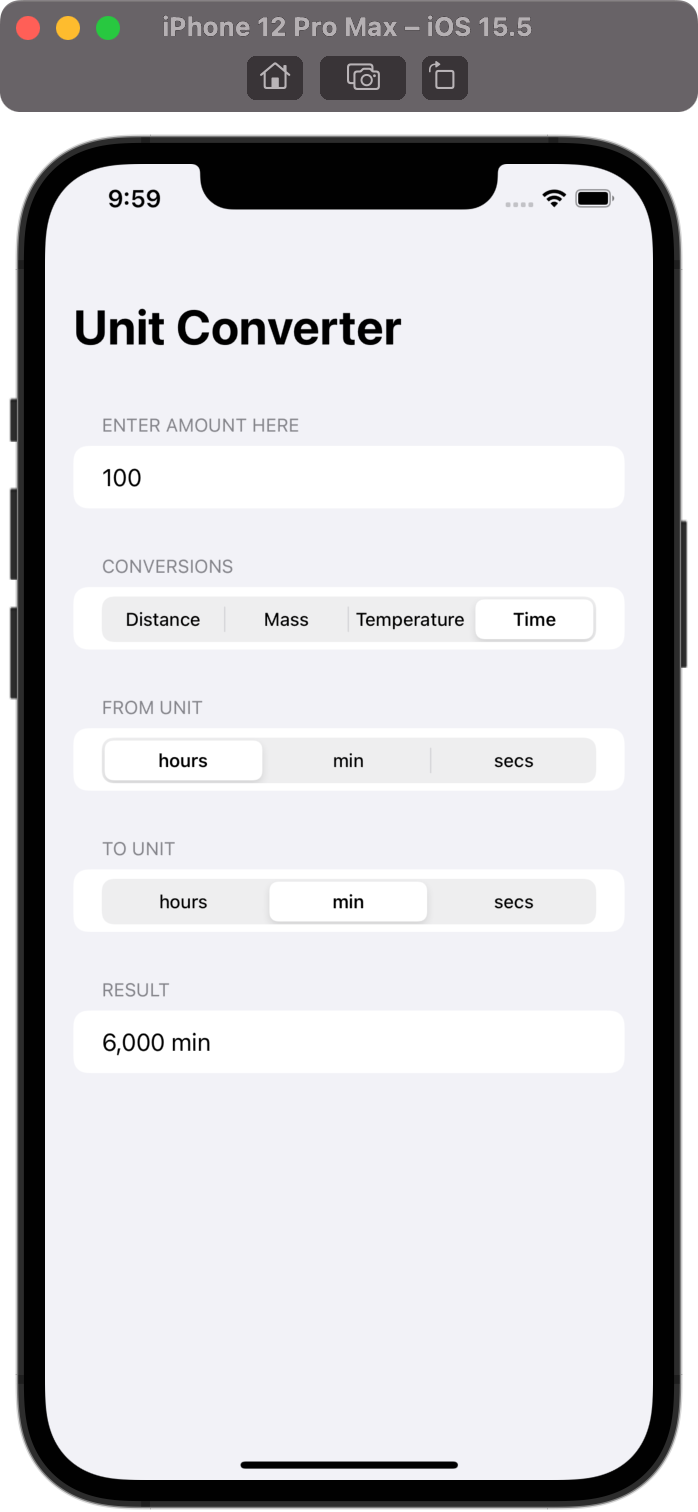 iPhone 12 Pro Max – iOS 15.5
9:59
Unit Converter
ENTER AMOUNT HERE
100
CONVERSIONS
Distance Mass Temperature Time
FROM UNIT
hours min secs
TO UNIT
hours min secs
RESULT
6,000 min